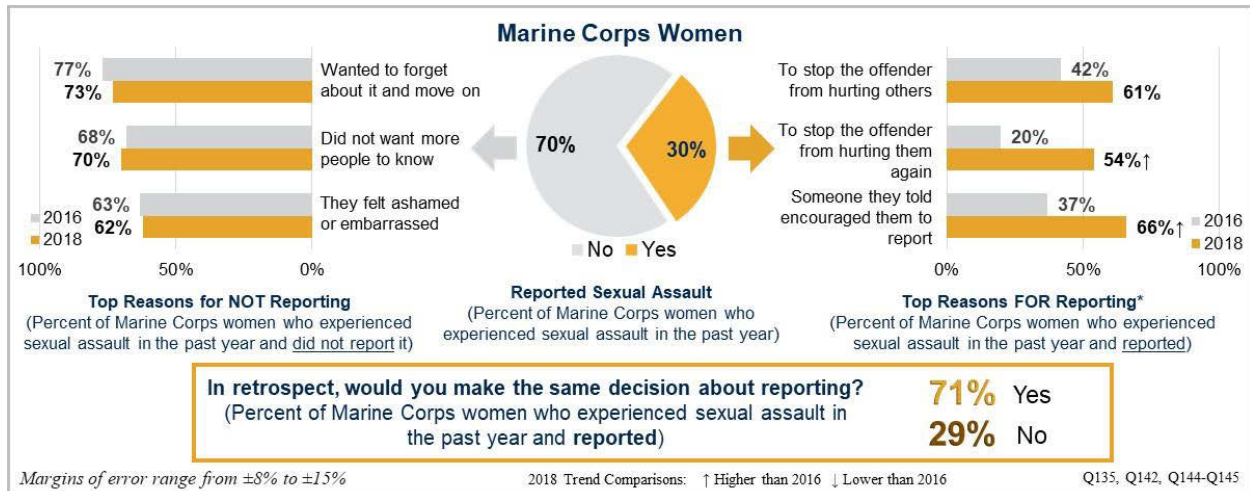 Marine Corps Women
77%
73%
Wanted to forget
about it and move on
68%
70%
Did not want more
people to know
63%
62%
They felt ashamed
or embarrassed
2016
2018
100%
50%
0%
Top Reasons for NOT Reporting
(Percent of Marine Corps women who experienced
sexual assault in the past year and did not report it)
70%
30%
No
Yes
Reported Sexual Assault
(Percent of Marine Corps women who
experienced sexual assault in the past year)
To stop the offender
from hurting others
42%
61%
To stop the offender
from hurting them
again
20%
54%↑
Someone they told
encouraged them to
report
37%
66%↑
2016
2018
0%
50%
100%
Top Reasons FOR Reporting*
(Percent of Marine Corps women who experienced
sexual assault in the past year and reported)
In retrospect, would you make the same decision about reporting?
(Percent of Marine Corps women who experienced sexual assault in
the past year and reported)
71% Yes
29% No
Margins of error range from ±8% to ±15%
2018 Trend Comparisons: ↑ Higher than 2016 ↓ Lower than 2016
Q135, Q142, Q144-Q145